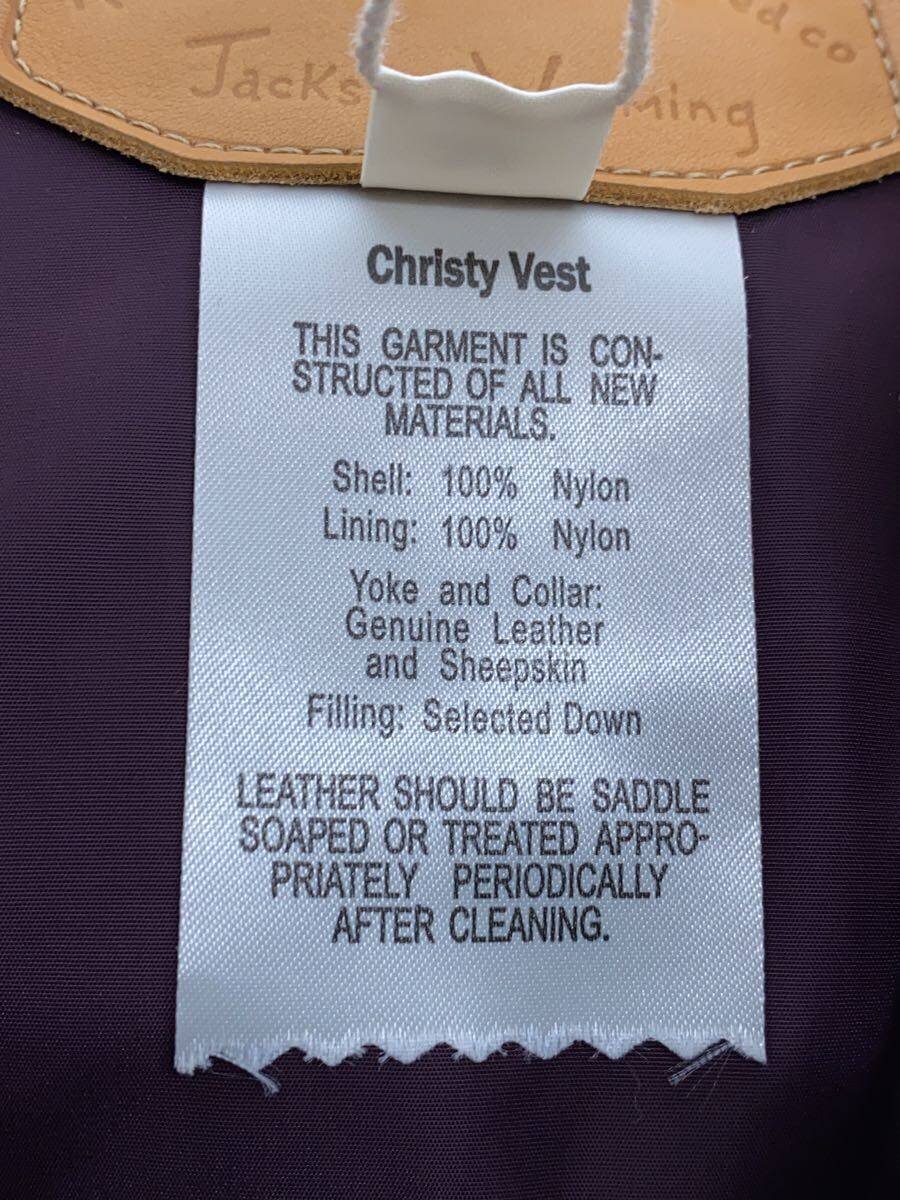 ed co
Jacks ming
Christy Vest
THIS GARMENT IS CON-
STRUCTED OF ALL NEW
MATERIALS.
Shell: 100% Nylon
Lining: 100% Nylon
Yoke and Collar:
Genuine Leather
and Sheepskin
Filling: Selected Down
LEATHER SHOULD BE SADDLE
SOAPED OR TREATED APPRO-
PRIATELY PERIODICALLY
AFTER CLEANING.